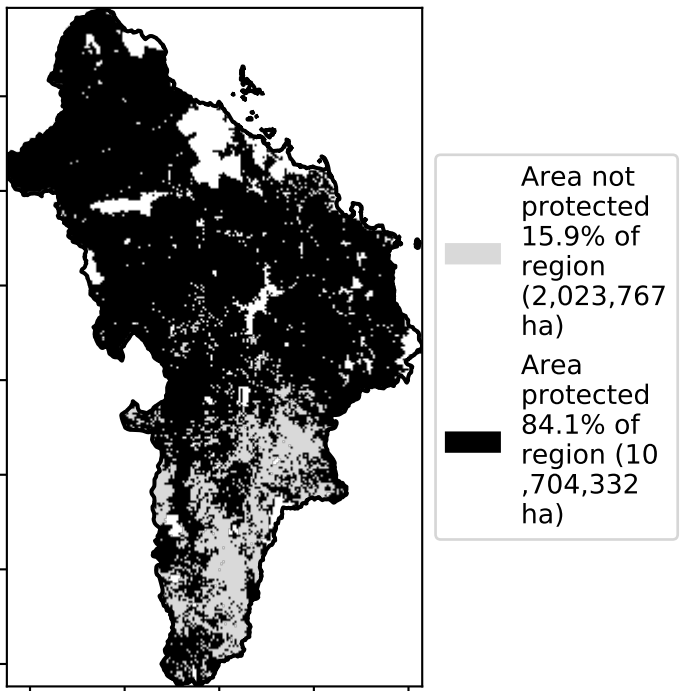 Area not
protected
15.9% of
region
(2,023,767
ha)
Area
protected
84.1% of
region (10
,704,332
ha)